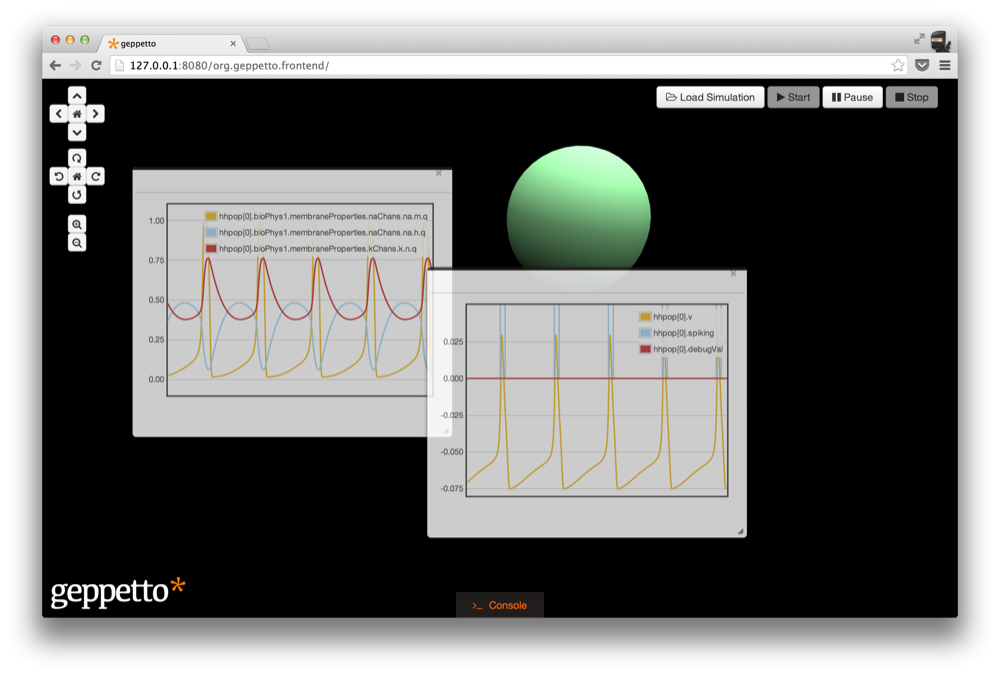 geppetto
127.0.0.1:8080/org.geppetto.frontend/
Load Simulation
Start
Pause
Stop
hhpop[0].bioPhys1.membraneProperties.naChans.na.m.q
hhpop[0].bioPhys1.membraneProperties.naChans.na.h.q
hhpop[0].bioPhys1.membraneProperties.kChans.k.n.q
1.00
0.75
0.50
0.25
0.00
hhpop[0].v
hhpop[0].spiking
hhpop[0].debugVal
0.025
0.000
-0.025
-0.050
-0.075
geppetto*
>_ Console